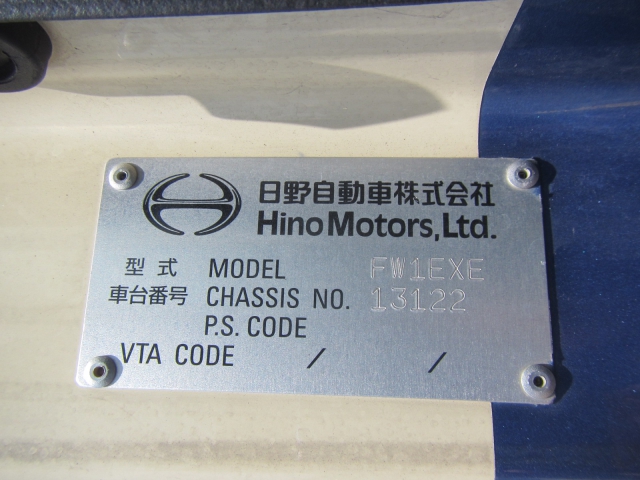 日野自動車株式会社
Hino Motors, Ltd.
型式 MODEL FW1EXE
車台番号 CHASSIS NO. 13122
P.S. CODE
VTA CODE / /